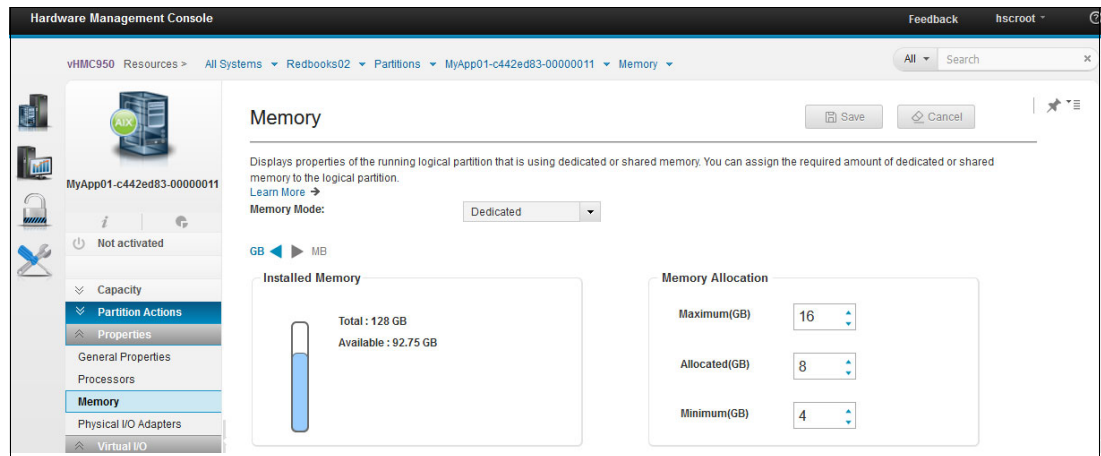 Hardware Management Console
Feedback
hscroot
?
vHMC950 Resources > All Systems Redbooks02 Partitions MyApp01-c442ed83-00000011 Memory
All
Search
×
AIX
MyApp01-c442ed83-00000011
i
Not activated
Capacity
Partition Actions
Properties
General Properties
Processors
Memory
Physical I/O Adapters
Virtual I/O
Memory
Save
Cancel
Displays properties of the running logical partition that is using dedicated or shared memory. You can assign the required amount of dedicated or shared
memory to the logical partition.
Learn More
Memory Mode:
Dedicated
GB MB
Installed Memory
Total : 128 GB
Available : 92.75 GB
Memory Allocation
Maximum(GB) 16
Allocated(GB) 8
Minimum(GB) 4